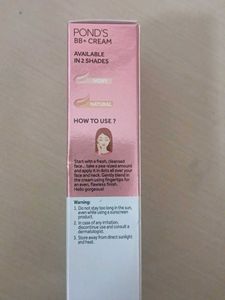 POND'S
BB+ CREAM
AVAILABLE
IN 2 SHADES
IVORY
NATURAL
HOW TO USE ?
Start with a fresh, cleansed
face... take a pea-sized amount
and apply it in dots all over your
face and neck. Gently blend in
the cream using fingertips for
an even, flawless finish.
Hello gorgeous!
Warning:
1. Do not stay too long in the sun,
even while using a sunscreen
product.
2. In case of any irritation,
discontinue use and consult a
dermatologist.
3. Store away from direct sunlight
and heat.